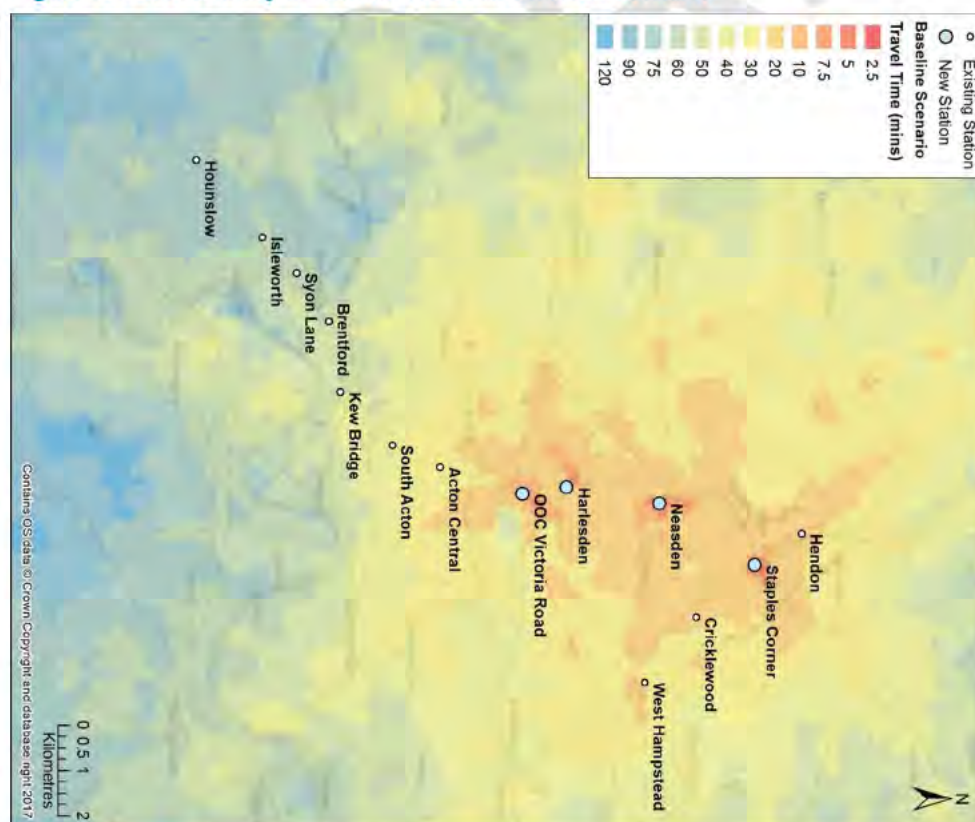 Existing Station
New Station
Baseline Scenario
Travel Time (mins)
2.5
5
7.5
10
20
30
40
50
60
75
90
120
N
Hendon
Staples Corner
Cricklewood
West Hampstead
Neasden
Harlesden
OOC Victoria Road
Acton Central
South Acton
Kew Bridge
Brentford
Syon Lane
Isleworth
Hounslow
0 0.5 1 2
Kilometres
Contains OS data © Crown Copyright and database right 2017